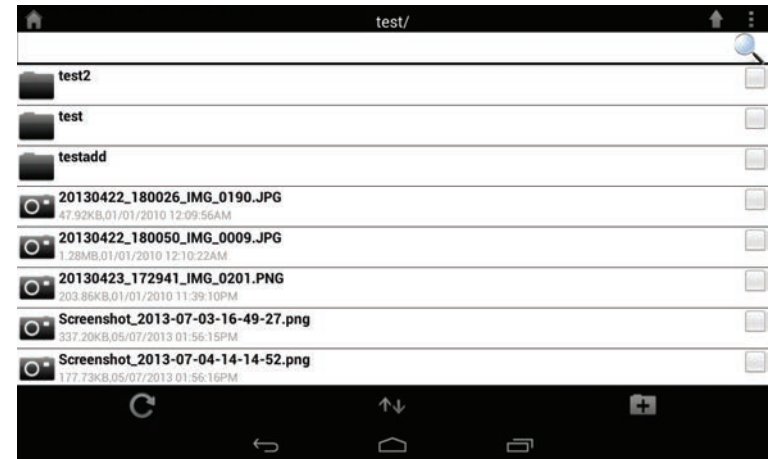 test/
test2
test
testadd
20130422_180026_IMG_0190.JPG
47.92KB,01/01/2010 12:09:56AM
20130422_180050_IMG_0009.JPG
1.28MB,01/01/2010 12:10:22AM
20130423_172941_IMG_0201.PNG
203.86KB,01/01/2010 11:39:10PM
Screenshot_2013-07-03-16-49-27.png
337.20KB,05/07/2013 01:56:15PM
Screenshot_2013-07-04-14-14-52.png
177.73KB,05/07/2013 01:56:16PM